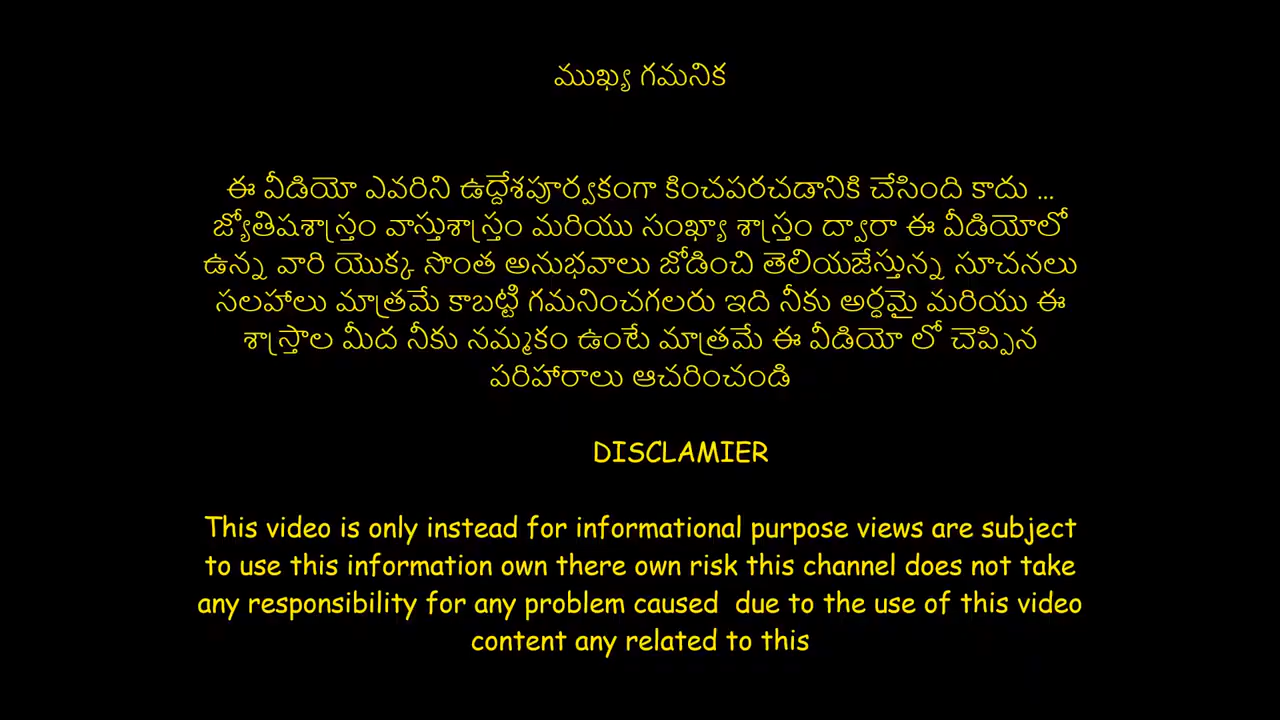 ముఖ్య గమనిక
ఈ వీడియో ఎవరిని ఉద్దేశపూర్వకంగా కించపరచడానికి చేసింది కాదు ...
జ్యోతిషశాస్త్రం వాస్తుశాస్త్రం మరియు సంఖ్యా శాస్త్రం ద్వారా ఈ వీడియోలో
ఉన్న వారి యొక్క సొంత అనుభవాలు జోడించి తెలియజేస్తున్న సూచనలు
సలహాలు మాత్రమే కాబట్టి గమనించగలరు ఇది నీకు అర్ధమై మరియు ఈ
శాస్త్రాల మీద నీకు నమ్మకం ఉంటే మాత్రమే ఈ వీడియో లో చెప్పిన
పరిహారాలు ఆచరించండి
DISCLAMIER
This video is only instead for informational purpose views are subject
to use this information own there own risk this channel does not take
any responsibility for any problem caused  due to the use of this video
content any related to this